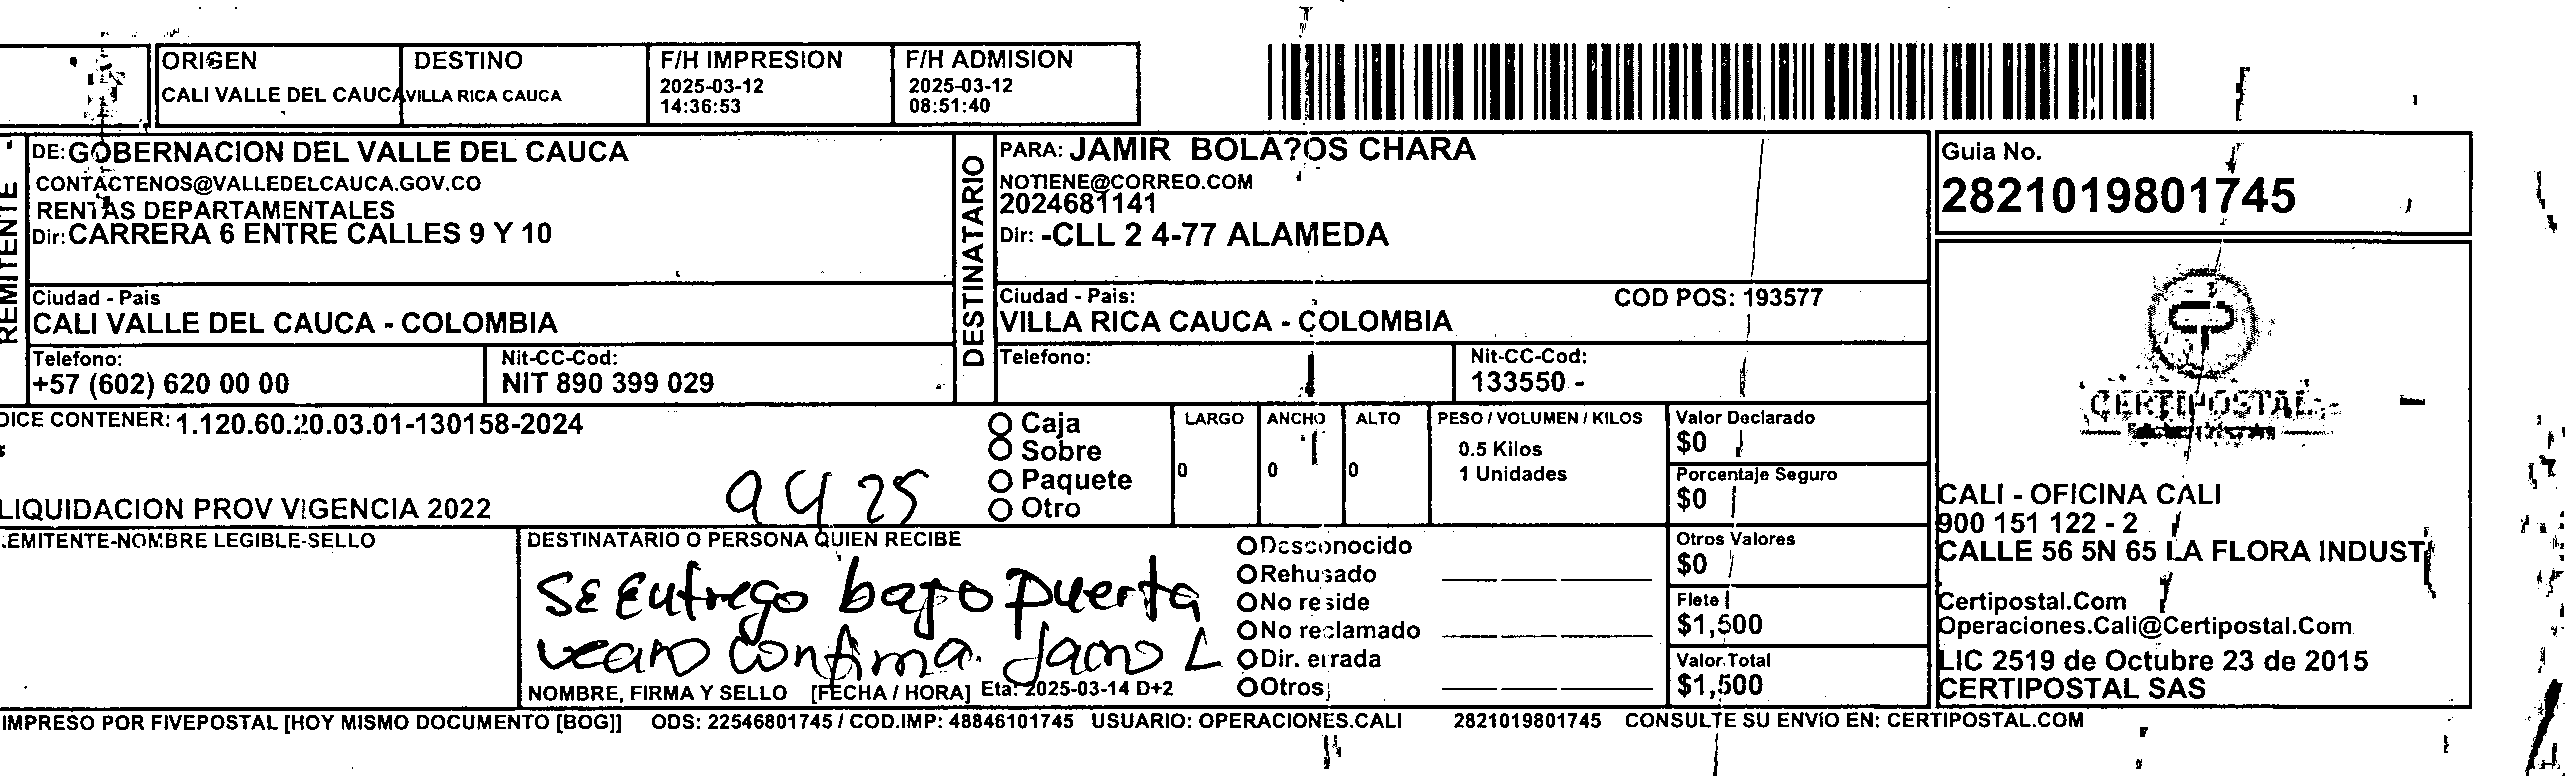 ORIGEN DESTINO F/H IMPRESION F/H ADMISION
CALI VALLE DEL CAUCA VILLA RICA CAUCA 2025-03-12 14:36:53 2025-03-12 08:51:40
REMITENTE
DE: GOBERNACION DEL VALLE DEL CAUCA
CONTACTENOS@VALLEDELCAUCA.GOV.CO
RENTAS DEPARTAMENTALES
Dir: CARRERA 6 ENTRE CALLES 9 Y 10
Ciudad - Pais
CALI VALLE DEL CAUCA - COLOMBIA
Telefono:
+57 (602) 620 00 00
Nit-CC-Cod:
NIT 890 399 029
DESTINATARIO
PARA: JAMIR BOLA?OS CHARA
NOTIENE@CORREO.COM
2024681141
Dir: -CLL 2 4-77 ALAMEDA
Ciudad - Pais: COD POS: 193577
VILLA RICA CAUCA - COLOMBIA
Telefono:
Nit-CC-Cod:
133550 -
Guia No.
2821019801745
DICE CONTENER: 1.120.60.20.03.01-130158-2024
LIQUIDACION PROV VIGENCIA 2022
9 4 25
Caja
Sobre
Paquete
Otro
LARGO ANCHO ALTO PESO / VOLUMEN / KILOS
0 0 0
0.5 Kilos
1 Unidades
Valor Declarado
$0
Porcentaje Seguro
$0
Otros Valores
$0
Flete
$1,500
Valor Total
$1,500
.EMITENTE-NOMBRE LEGIBLE-SELLO
DESTINATARIO O PERSONA QUIEN RECIBE
SE Entrego bajo puerta
confirma.
NOMBRE, FIRMA Y SELLO [FECHA / HORA] Eta: 2025-03-14 D+2
Desconocido
Rehusado
No reside
No reclamado
Dir. errada
Otros
CERTIPOSTAL
CALI - OFICINA CALI
900 151 122 - 2
CALLE 56 5N 65 LA FLORA INDUST
Certipostal.Com
Operaciones.Cali@Certipostal.Com
LIC 2519 de Octubre 23 de 2015
CERTIPOSTAL SAS
IMPRESO POR FIVEPOSTAL [HOY MISMO DOCUMENTO [BOG]] ODS: 22546801745 / COD.IMP: 48846101745 USUARIO: OPERACIONES.CALI 2821019801745 CONSULTE SU ENVIO EN: CERTIPOSTAL.COM